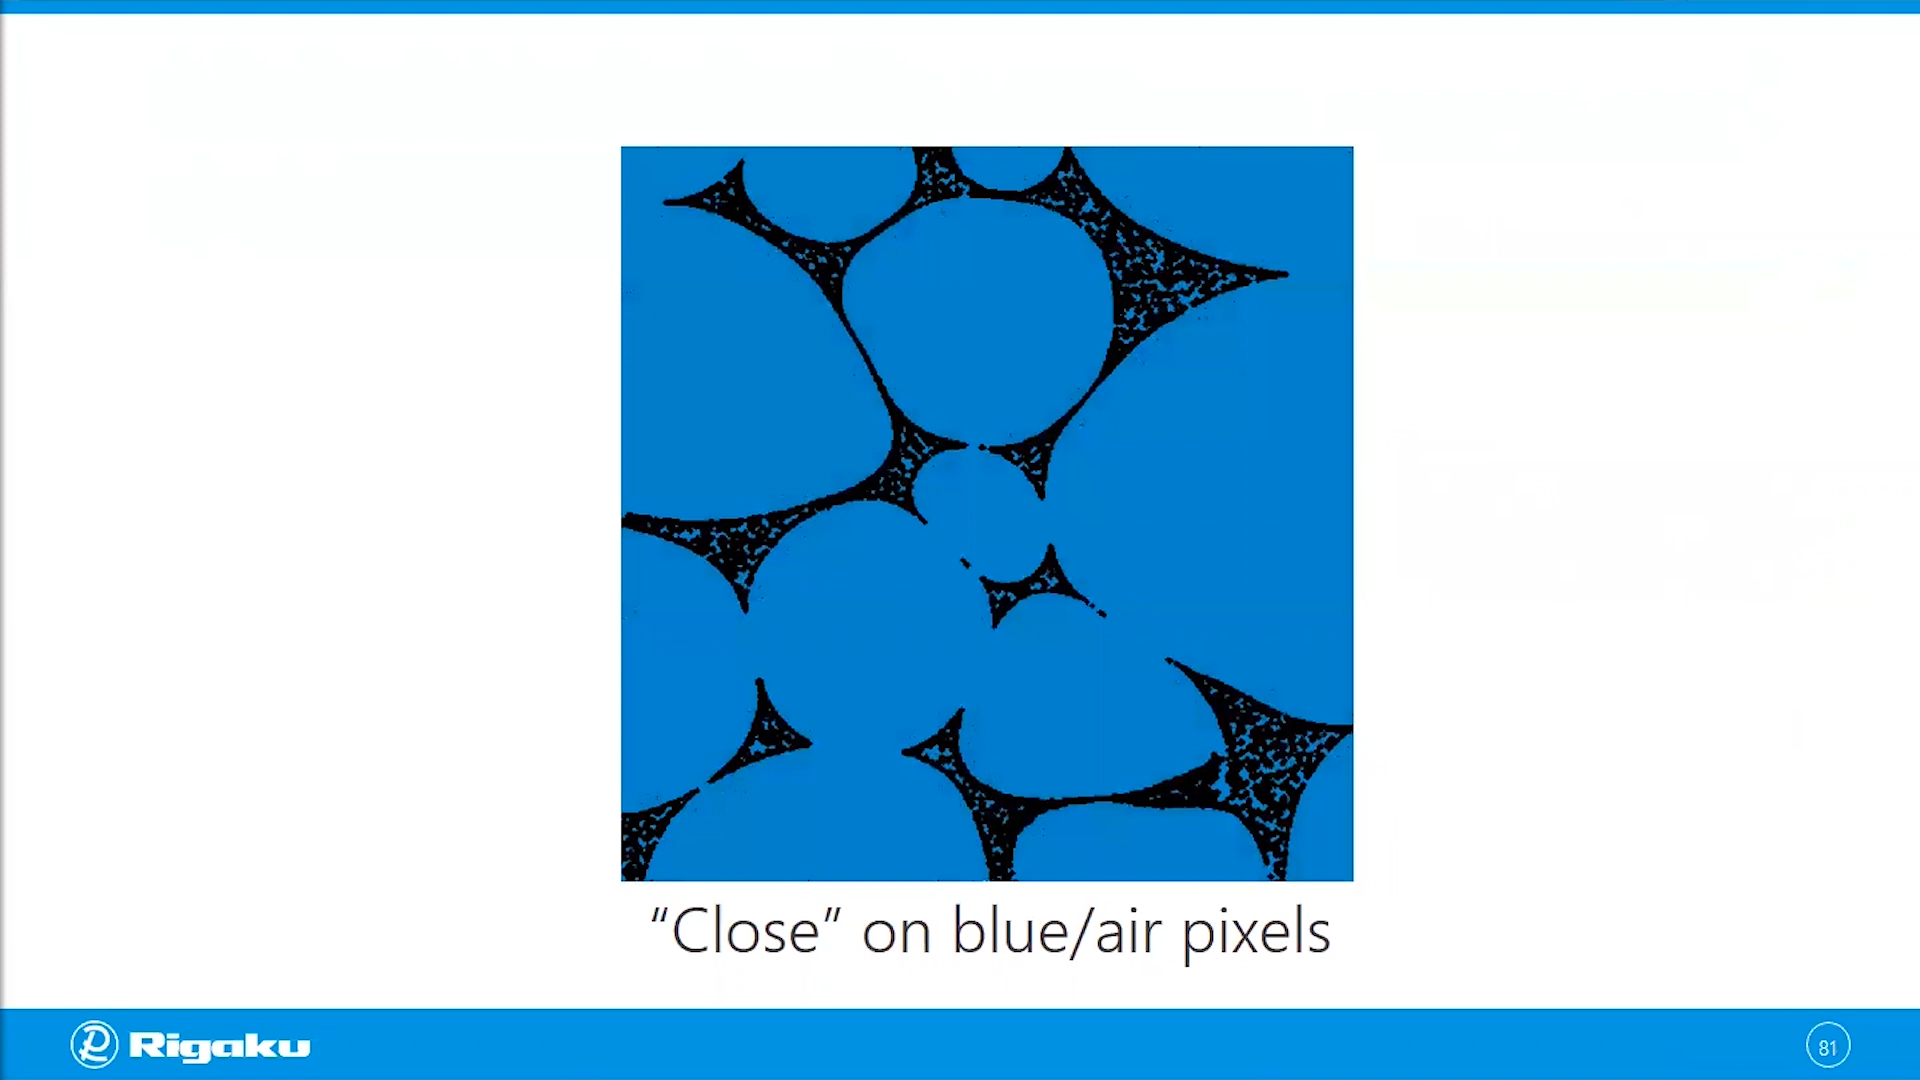 “Close” on blue/air pixels
Rigaku
81